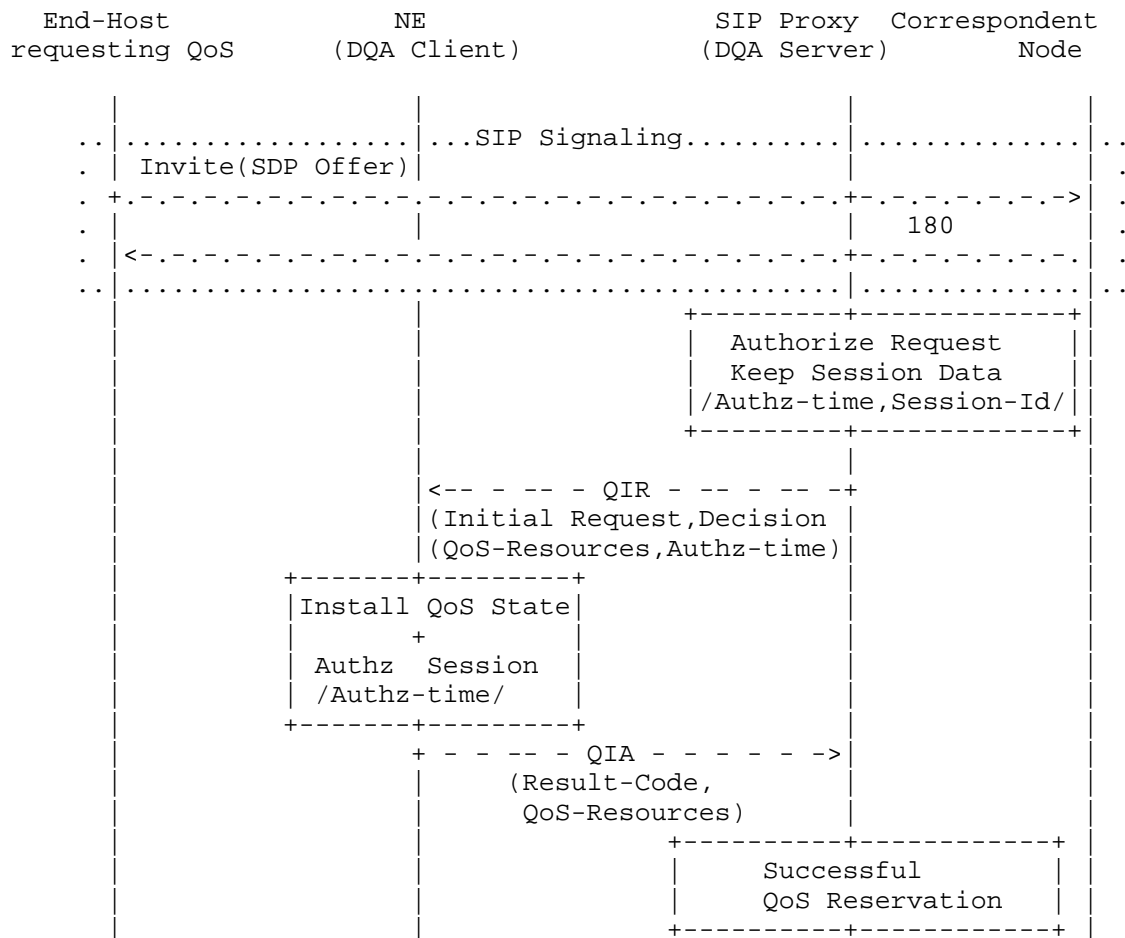 End-Host NE SIP Proxy Correspondent
requesting QoS (DQA Client) (DQA Server) Node
SIP Signaling
Invite(SDP Offer)
180
Authorize Request
Keep Session Data
/Authz-time,Session-Id/
QIR
(Initial Request,Decision
(QoS-Resources,Authz-time)
Install QoS State
+
Authz Session
/Authz-time/
QIA
(Result-Code,
QoS-Resources)
Successful
QoS Reservation